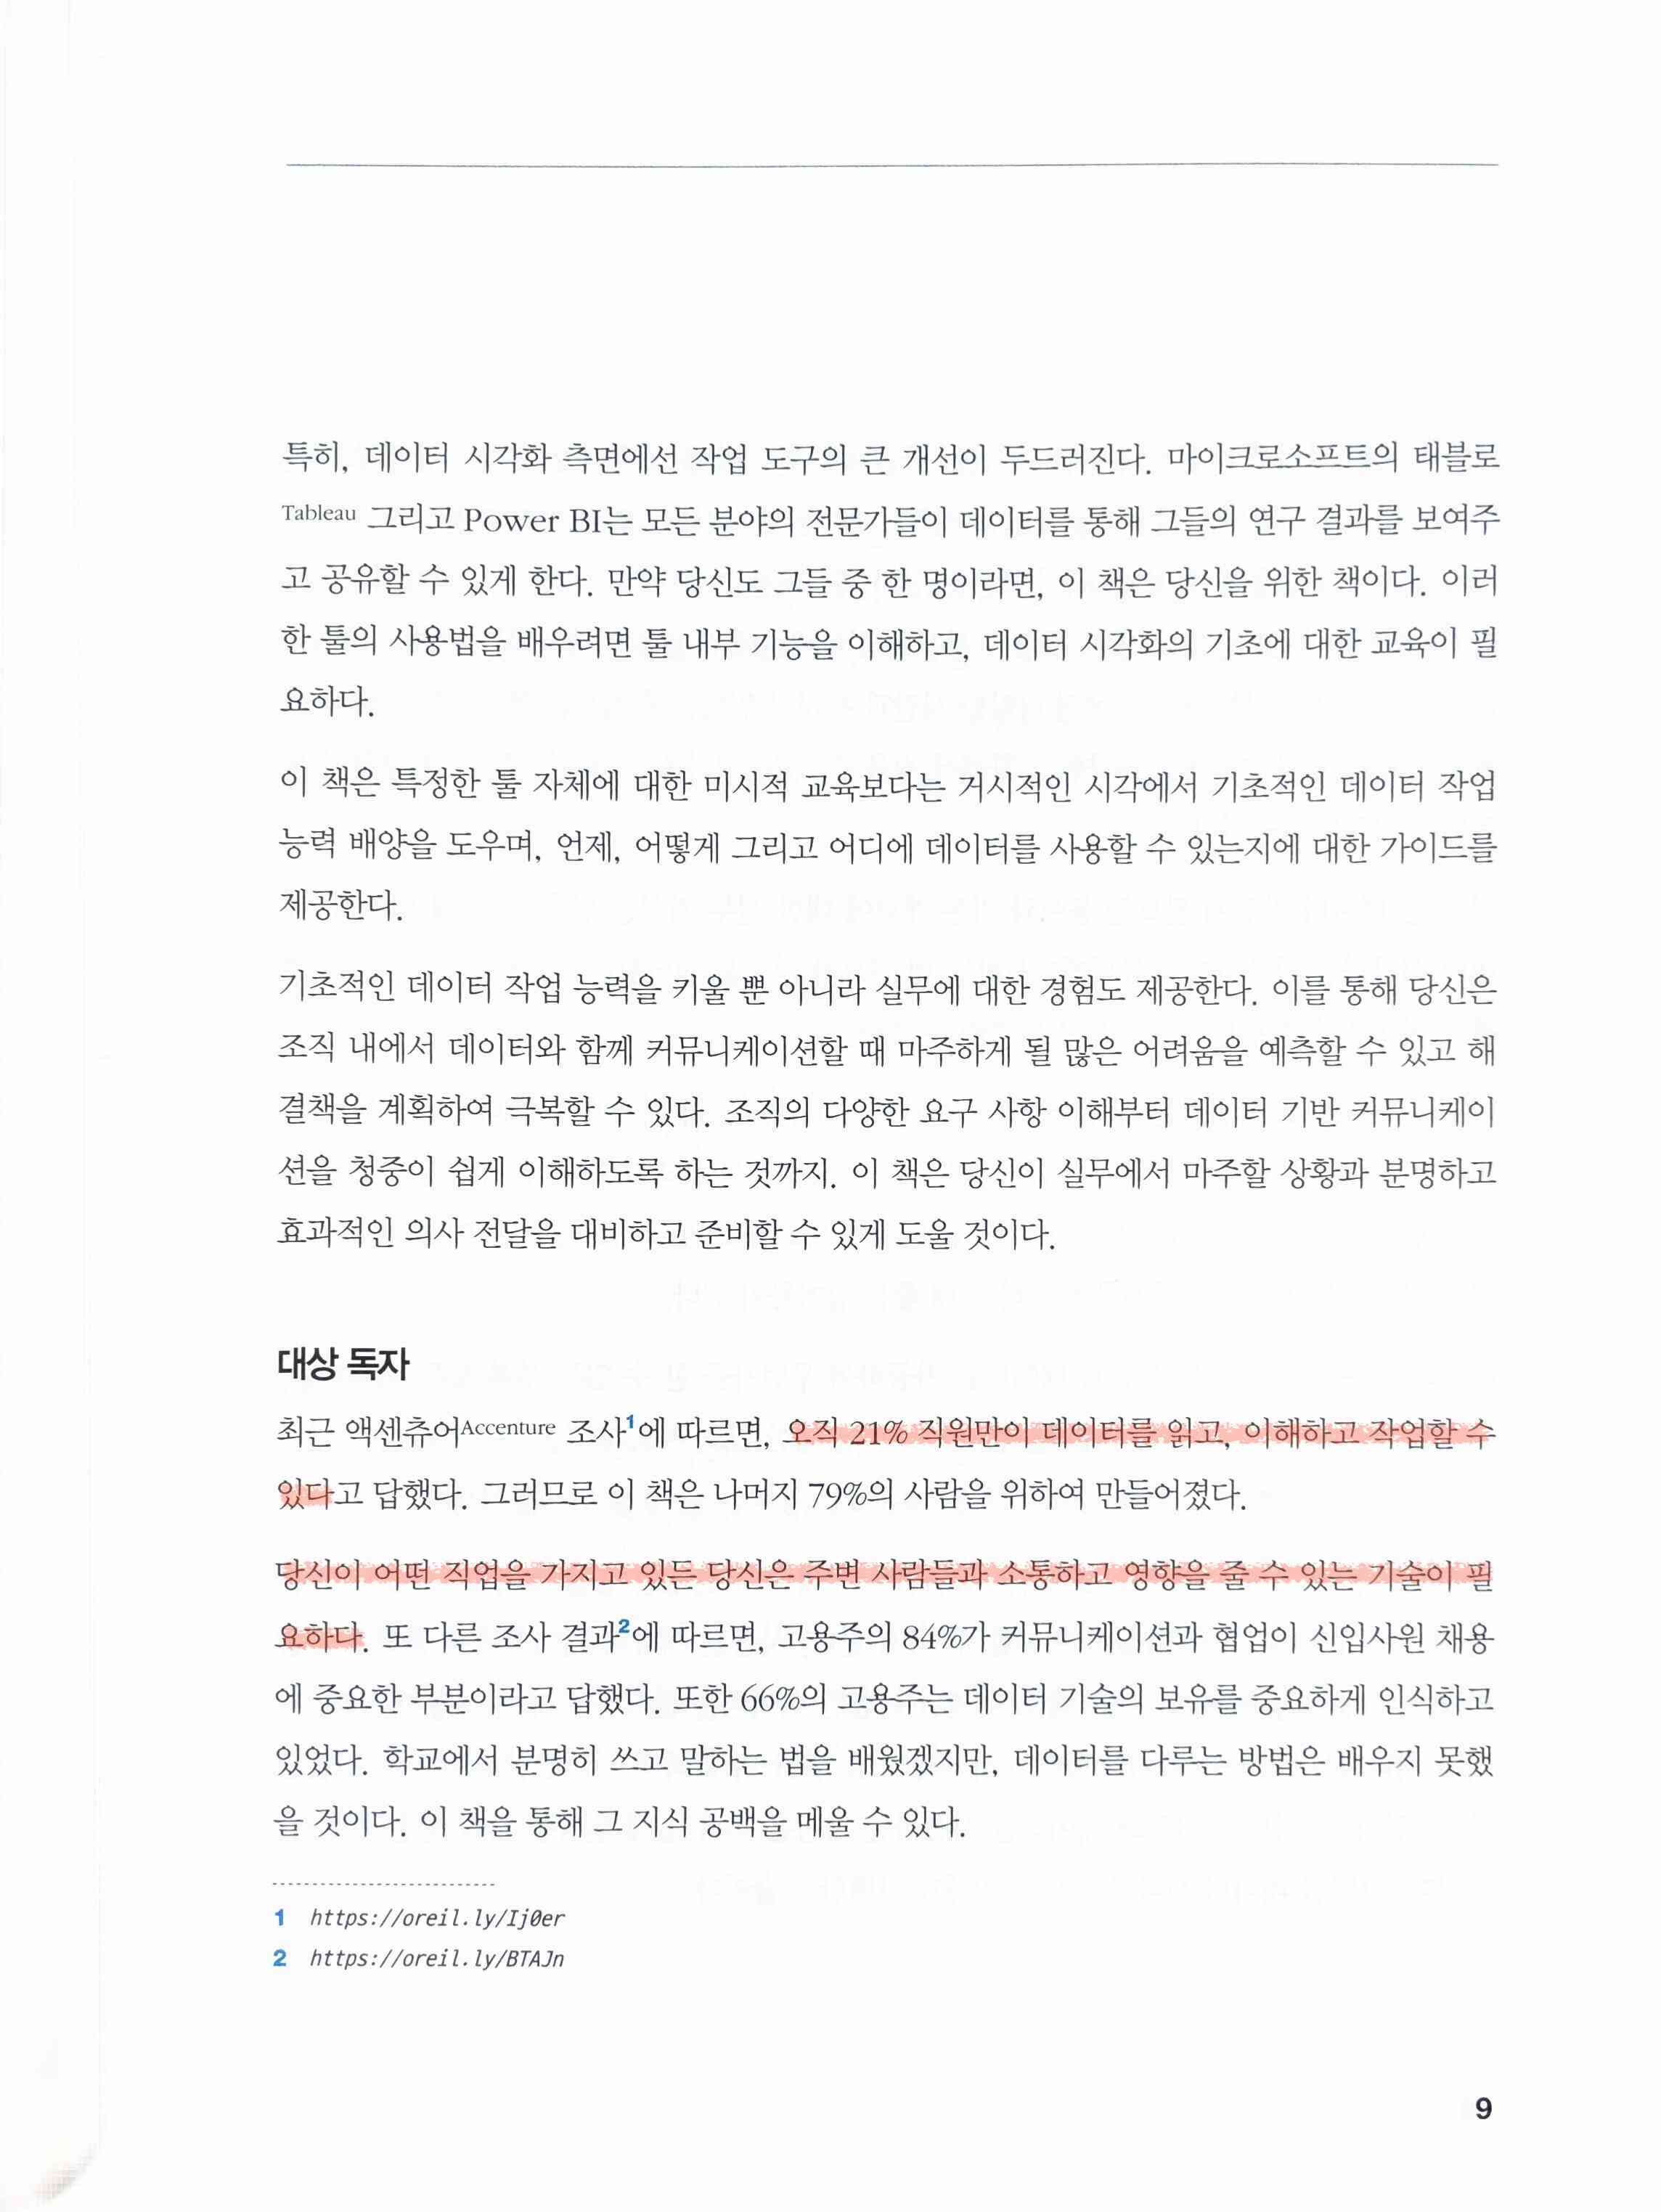 특히, 데이터 시각화 측면에선 작업 도구의 큰 개선이 두드러진다. 마이크로소프트의 태블로
Tableau 그리고 Power BI는 모든 분야의 전문가들이 데이터를 통해 그들의 연구 결과를 보여주
고 공유할 수 있게 한다. 만약 당신도 그들 중 한 명이라면, 이 책은 당신을 위한 책이다. 이러
한 툴의 사용법을 배우려면 툴 내부 기능을 이해하고, 데이터 시각화의 기초에 대한 교육이 필
요하다.
이 책은 특정한 툴 자체에 대한 미시적 교육보다는 거시적인 시각에서 기초적인 데이터 작업
능력 배양을 도우며, 언제, 어떻게 그리고 어디에 데이터를 사용할 수 있는지에 대한 가이드를
제공한다.
기초적인 데이터 작업 능력을 키울 뿐 아니라 실무에 대한 경험도 제공한다. 이를 통해 당신은
조직 내에서 데이터와 함께 커뮤니케이션할 때 마주하게 될 많은 어려움을 예측할 수 있고 해
결책을 계획하여 극복할 수 있다. 조직의 다양한 요구 사항 이해부터 데이터 기반 커뮤니케이
션을 청중이 쉽게 이해하도록 하는 것까지. 이 책은 당신이 실무에서 마주할 상황과 분명하고
효과적인 의사 전달을 대비하고 준비할 수 있게 도울 것이다.
대상 독자
최근 액센츄어Accenture 조사1에 따르면, 오직 21% 직원만이 데이터를 읽고, 이해하고 작업할 수
있다고 답했다. 그러므로 이 책은 나머지 79%의 사람을 위하여 만들어졌다.
당신이 어떤 직업을 가지고 있든 당신은 주변 사람들과 소통하고 영향을 줄 수 있는 기술이 필
요하다. 또 다른 조사 결과2에 따르면, 고용주의 84%가 커뮤니케이션과 협업이 신입사원 채용
에 중요한 부분이라고 답했다. 또한 66%의 고용주는 데이터 기술의 보유를 중요하게 인식하고
있었다. 학교에서 분명히 쓰고 말하는 법을 배웠겠지만, 데이터를 다루는 방법은 배우지 못했
을 것이다. 이 책을 통해 그 지식 공백을 메울 수 있다.
1 https://oreil.ly/Ij0er
2 https://oreil.ly/BTAJn
9